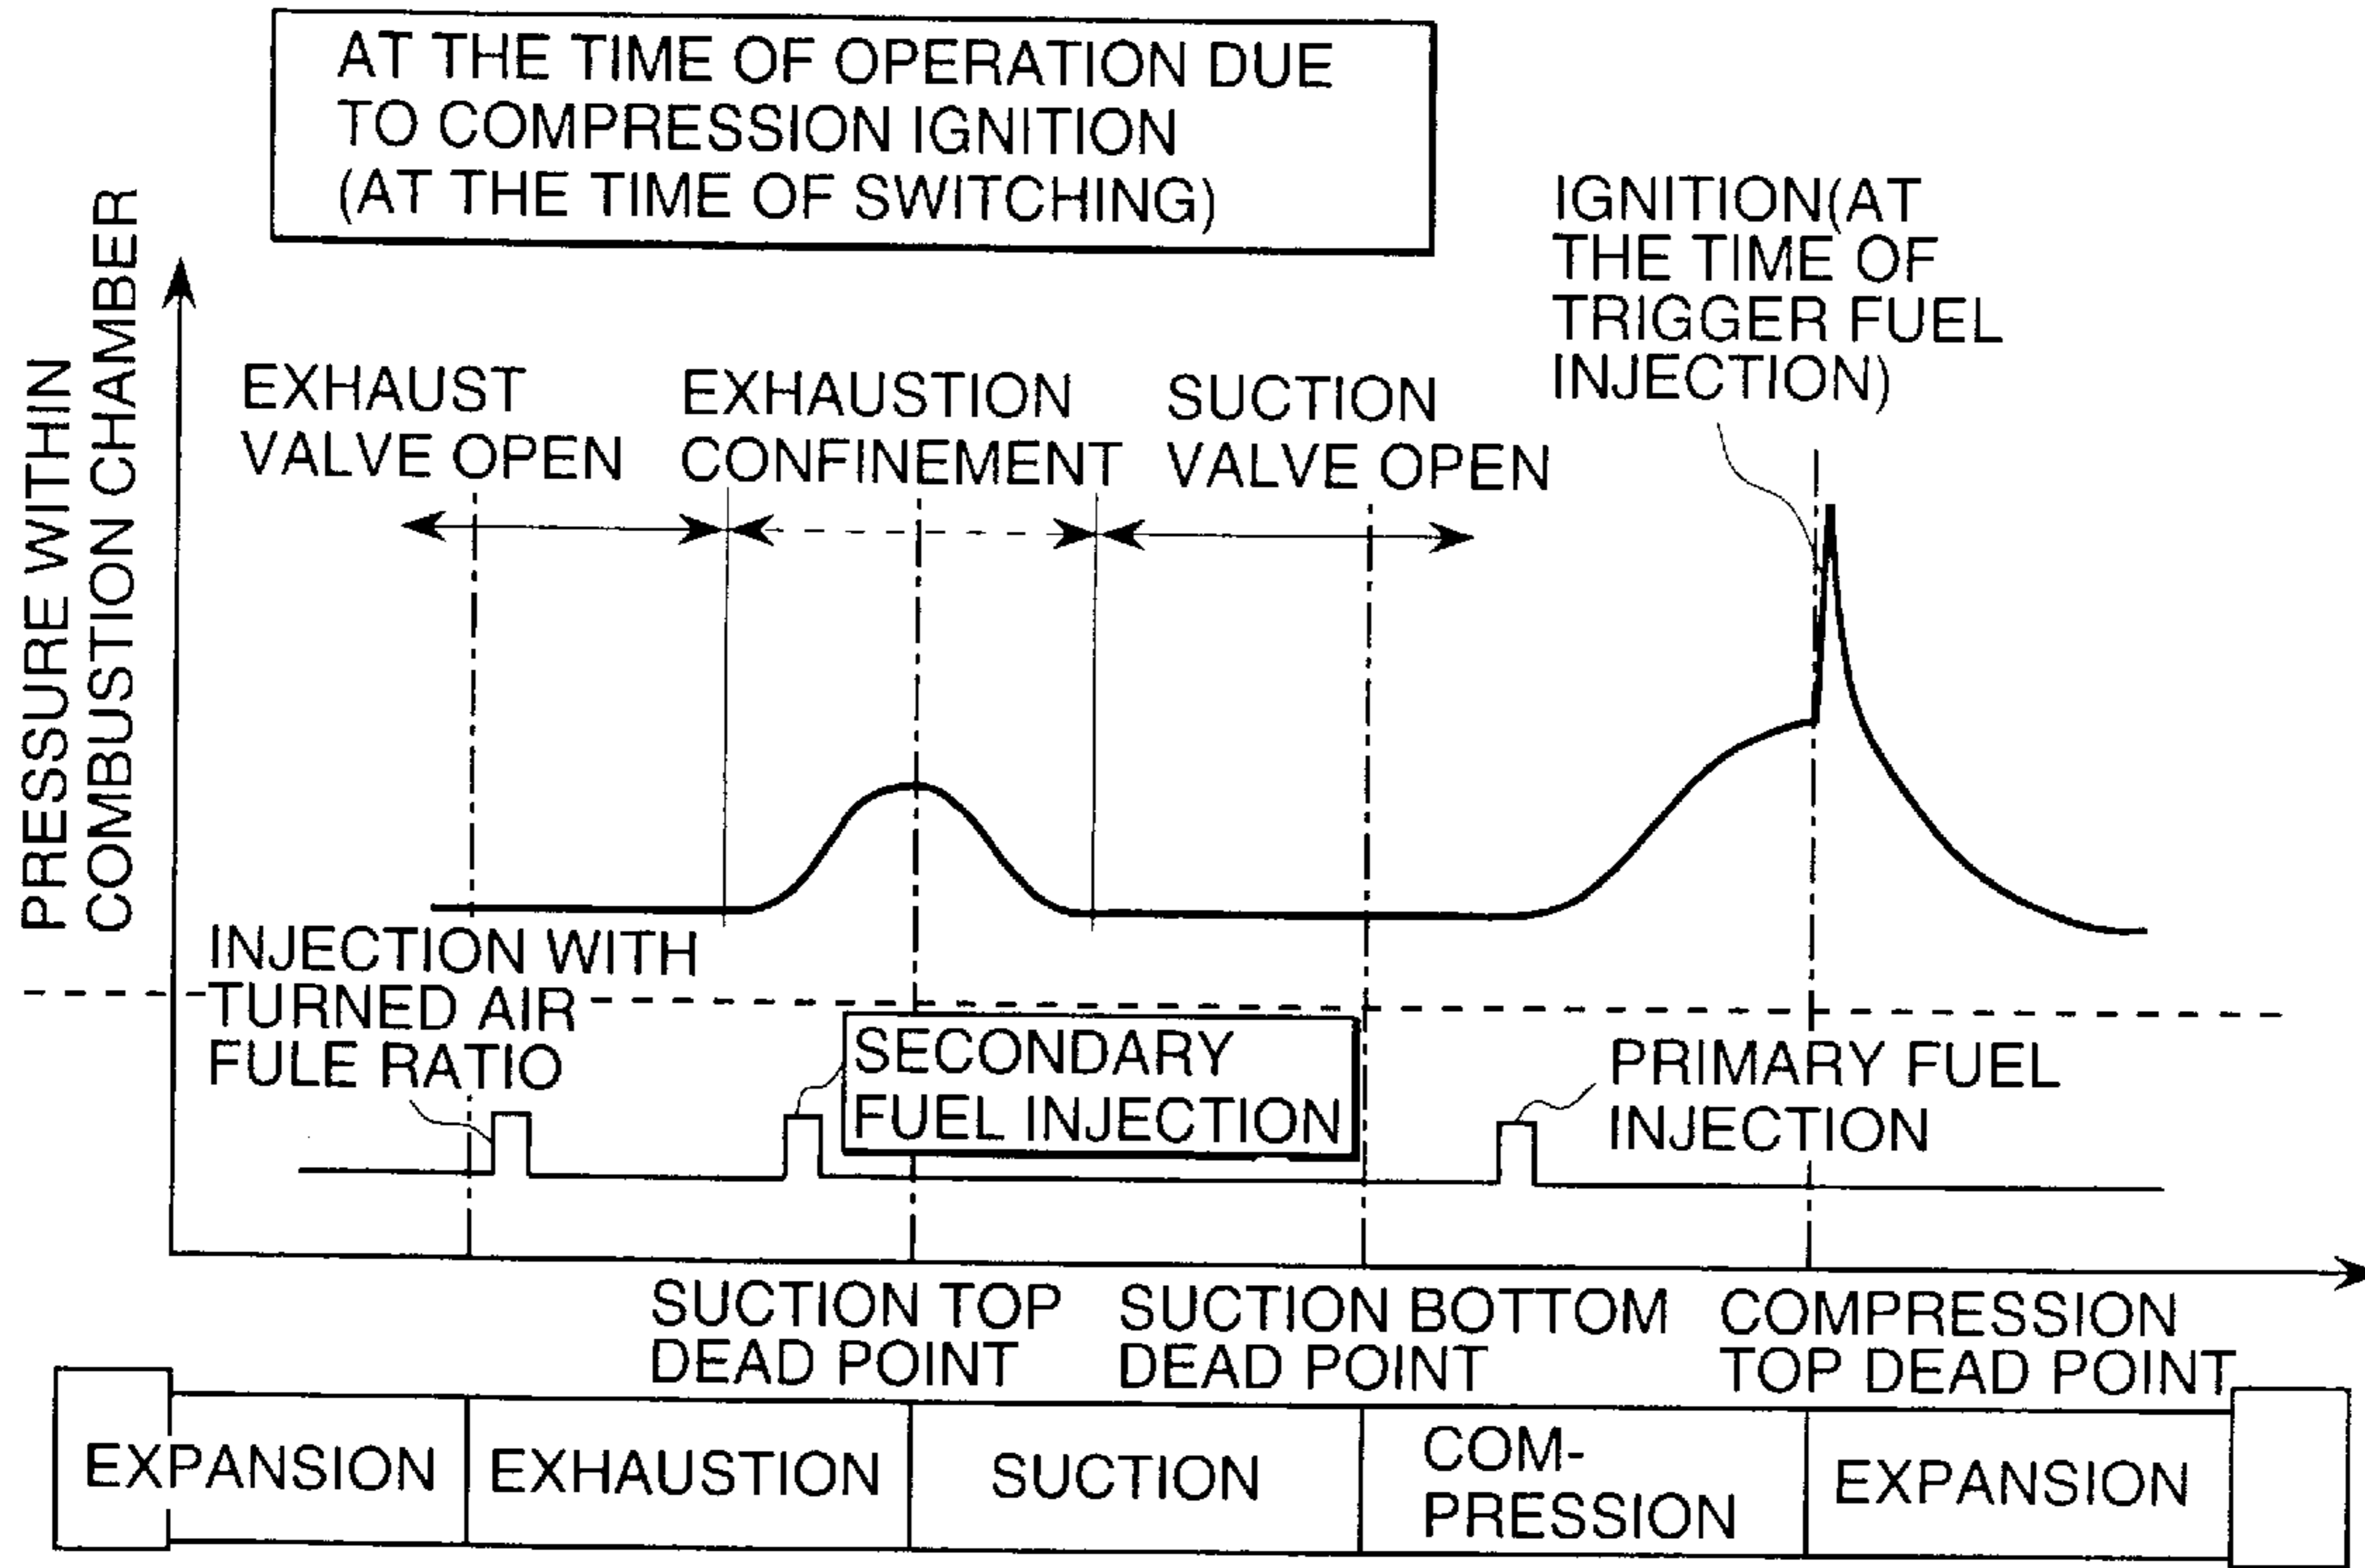 AT THE TIME OF OPERATION DUE
TO COMPRESSION IGNITION
(AT THE TIME OF SWITCHING)
PRESSURE WITHIN
COMBUSTION CHAMBER
EXHAUST
VALVE OPEN
EXHAUSTION
CONFINEMENT
SUCTION
VALVE OPEN
IGNITION(AT
THE TIME OF
TRIGGER FUEL
INJECTION)
INJECTION WITH
TURNED AIR
FULE RATIO
SECONDARY
FUEL INJECTION
PRIMARY FUEL
INJECTION
SUCTION TOP
DEAD POINT
SUCTION BOTTOM
DEAD POINT
COMPRESSION
TOP DEAD POINT
EXPANSION
EXHAUSTION
SUCTION
COM-
PRESSION
EXPANSION